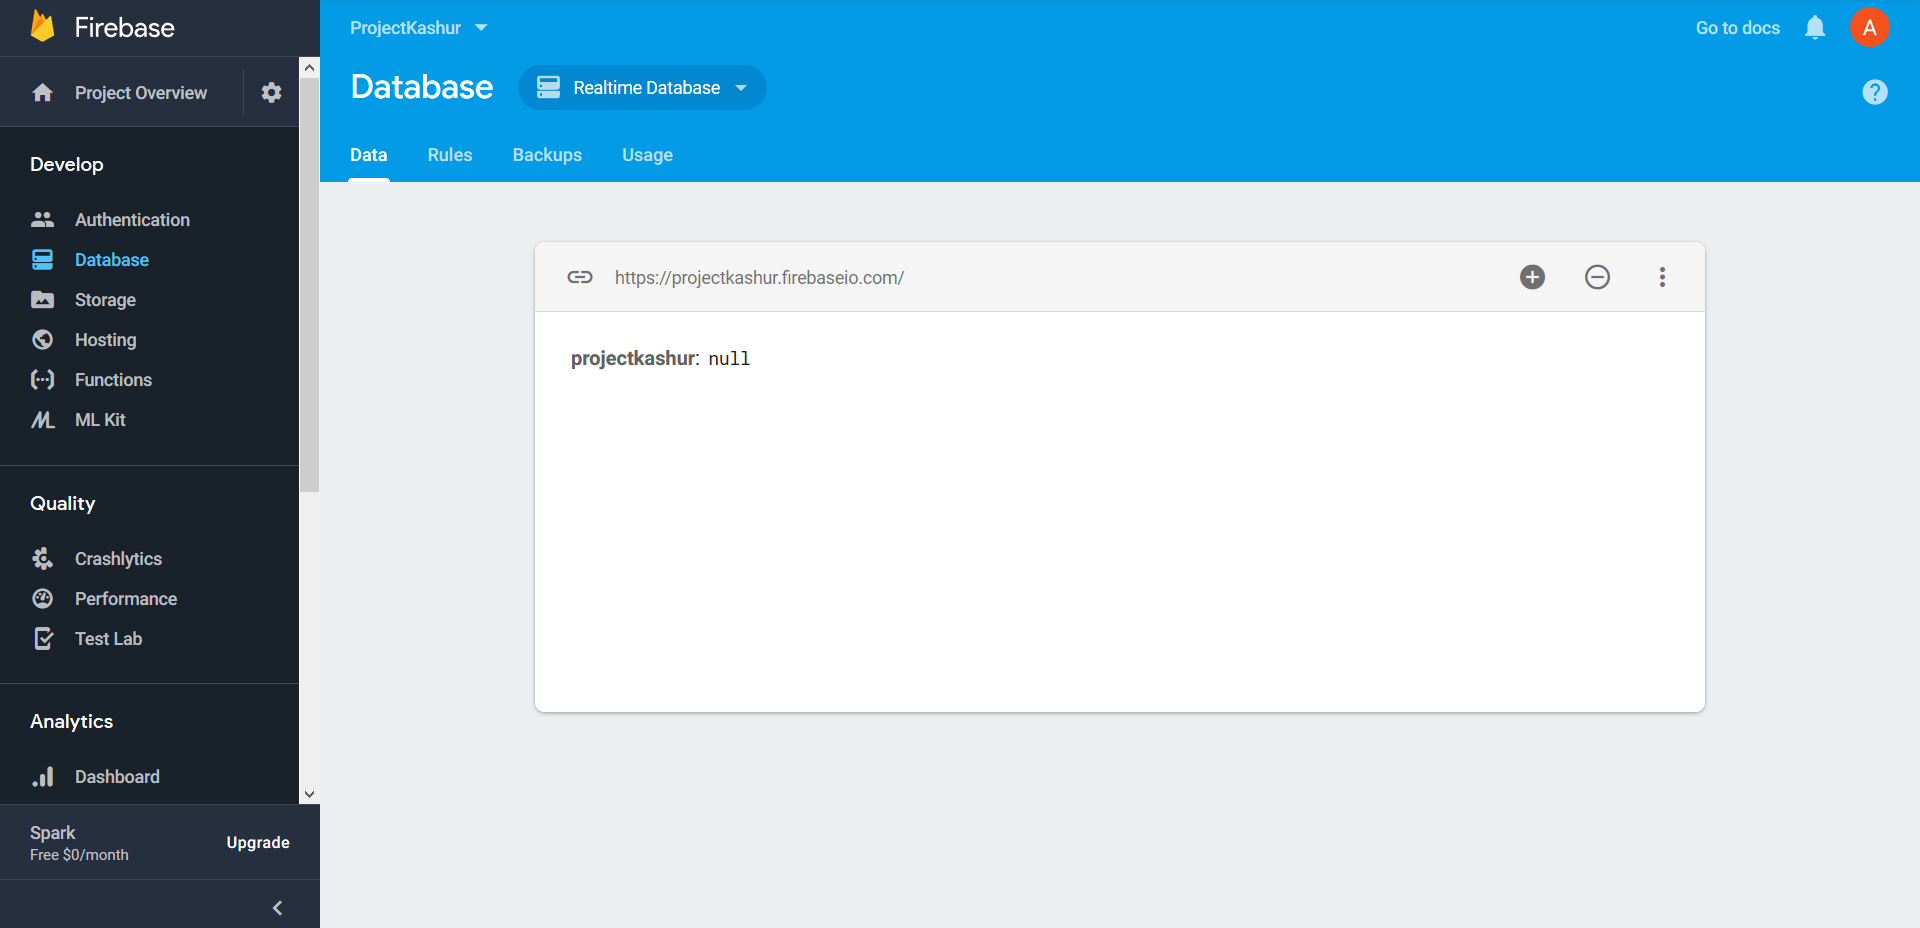 Firebase
Project Overview
Develop
Authentication
Database
Storage
Hosting
Functions
ML Kit
Quality
Crashlytics
Performance
Test Lab
Analytics
Dashboard
Spark
Free $0/month
Upgrade
ProjectKashur
Go to docs
A
Database
Realtime Database
?
Data
Rules
Backups
Usage
https://projectkashur.firebaseio.com/
projectkashur: null